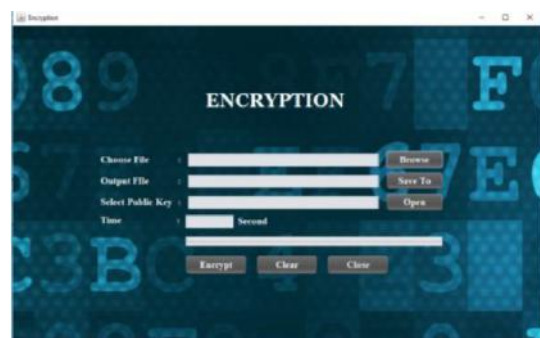 Encryption
ENCRYPTION
Choose File : Browse
Output FIle : Save To
Select Public Key : Open
Time : Second
Encrypt Clear Close